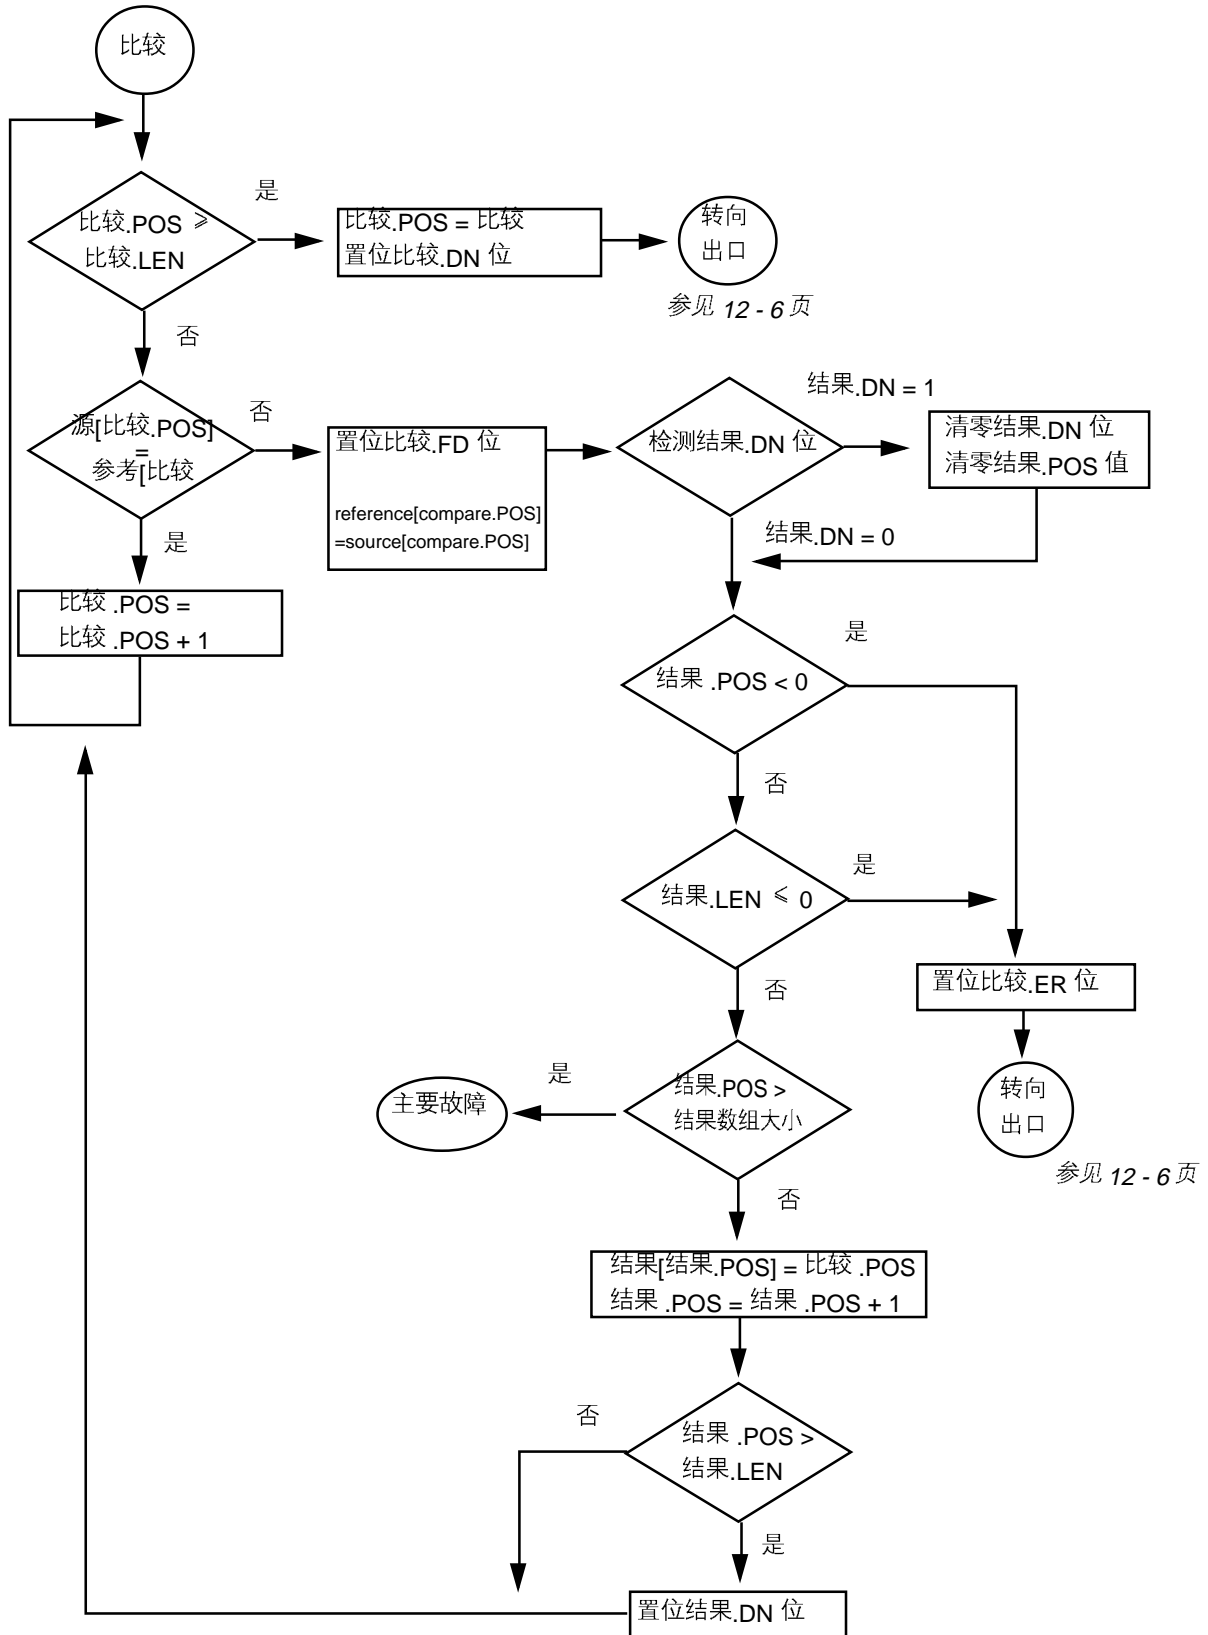 比较
是
比较.POS ≥
比较.LEN
比较.POS = 比较
置位比较.DN 位
转向
出口
参见 12 - 6 页
否
源[比较.POS]
=
参考[比较
否
置位比较.FD 位
reference[compare.POS]
=source[compare.POS]
检测结果.DN 位
结果.DN = 1
清零结果.DN 位
清零结果.POS 值
结果.DN = 0
是
比较 .POS =
比较 .POS + 1
是
结果 .POS < 0
否
是
结果.LEN ≤ 0
否
置位比较.ER 位
转向
出口
参见 12 - 6 页
是
主要故障
结果.POS >
结果数组大小
否
结果[结果.POS] = 比较 .POS
结果 .POS = 结果 .POS + 1
否
结果 .POS >
结果.LEN
是
置位结果.DN 位